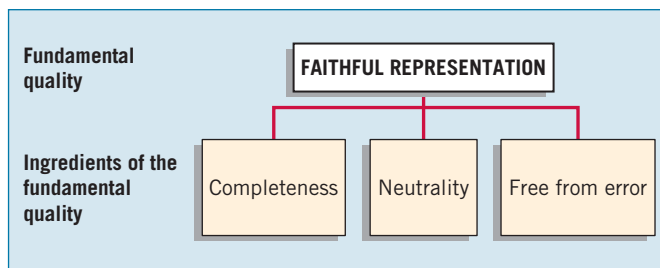 Fundamental
quality
FAITHFUL REPRESENTATION
Ingredients of the
fundamental
quality
Completeness
Neutrality
Free from error